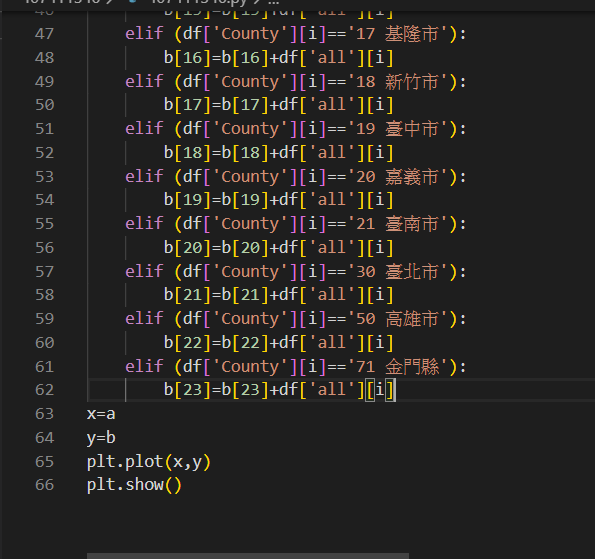 47 elif (df['County'][i]=='17 基隆市'):
48 b[16]=b[16]+df['all'][i]
49 elif (df['County'][i]=='18 新竹市'):
50 b[17]=b[17]+df['all'][i]
51 elif (df['County'][i]=='19 臺中市'):
52 b[18]=b[18]+df['all'][i]
53 elif (df['County'][i]=='20 嘉義市'):
54 b[19]=b[19]+df['all'][i]
55 elif (df['County'][i]=='21 臺南市'):
56 b[20]=b[20]+df['all'][i]
57 elif (df['County'][i]=='30 臺北市'):
58 b[21]=b[21]+df['all'][i]
59 elif (df['County'][i]=='50 高雄市'):
60 b[22]=b[22]+df['all'][i]
61 elif (df['County'][i]=='71 金門縣'):
62 b[23]=b[23]+df['all'][i]
63 x=a
64 y=b
65 plt.plot(x,y)
66 plt.show()